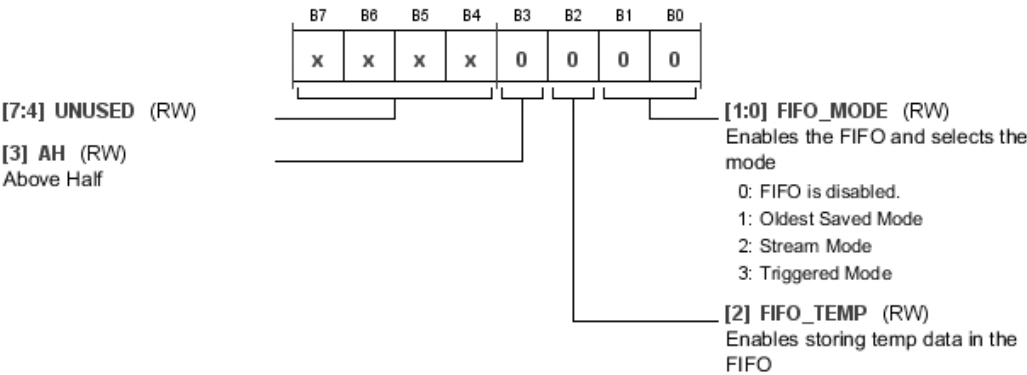 B7 B6 B5 B4 B3 B2 B1 B0
x x x x 0 0 0 0
[7:4] UNUSED (RW)
[3] AH (RW)
Above Half
[1:0] FIFO_MODE (RW)
Enables the FIFO and selects the
mode
0: FIFO is disabled.
1: Oldest Saved Mode
2: Stream Mode
3: Triggered Mode
[2] FIFO_TEMP (RW)
Enables storing temp data in the
FIFO